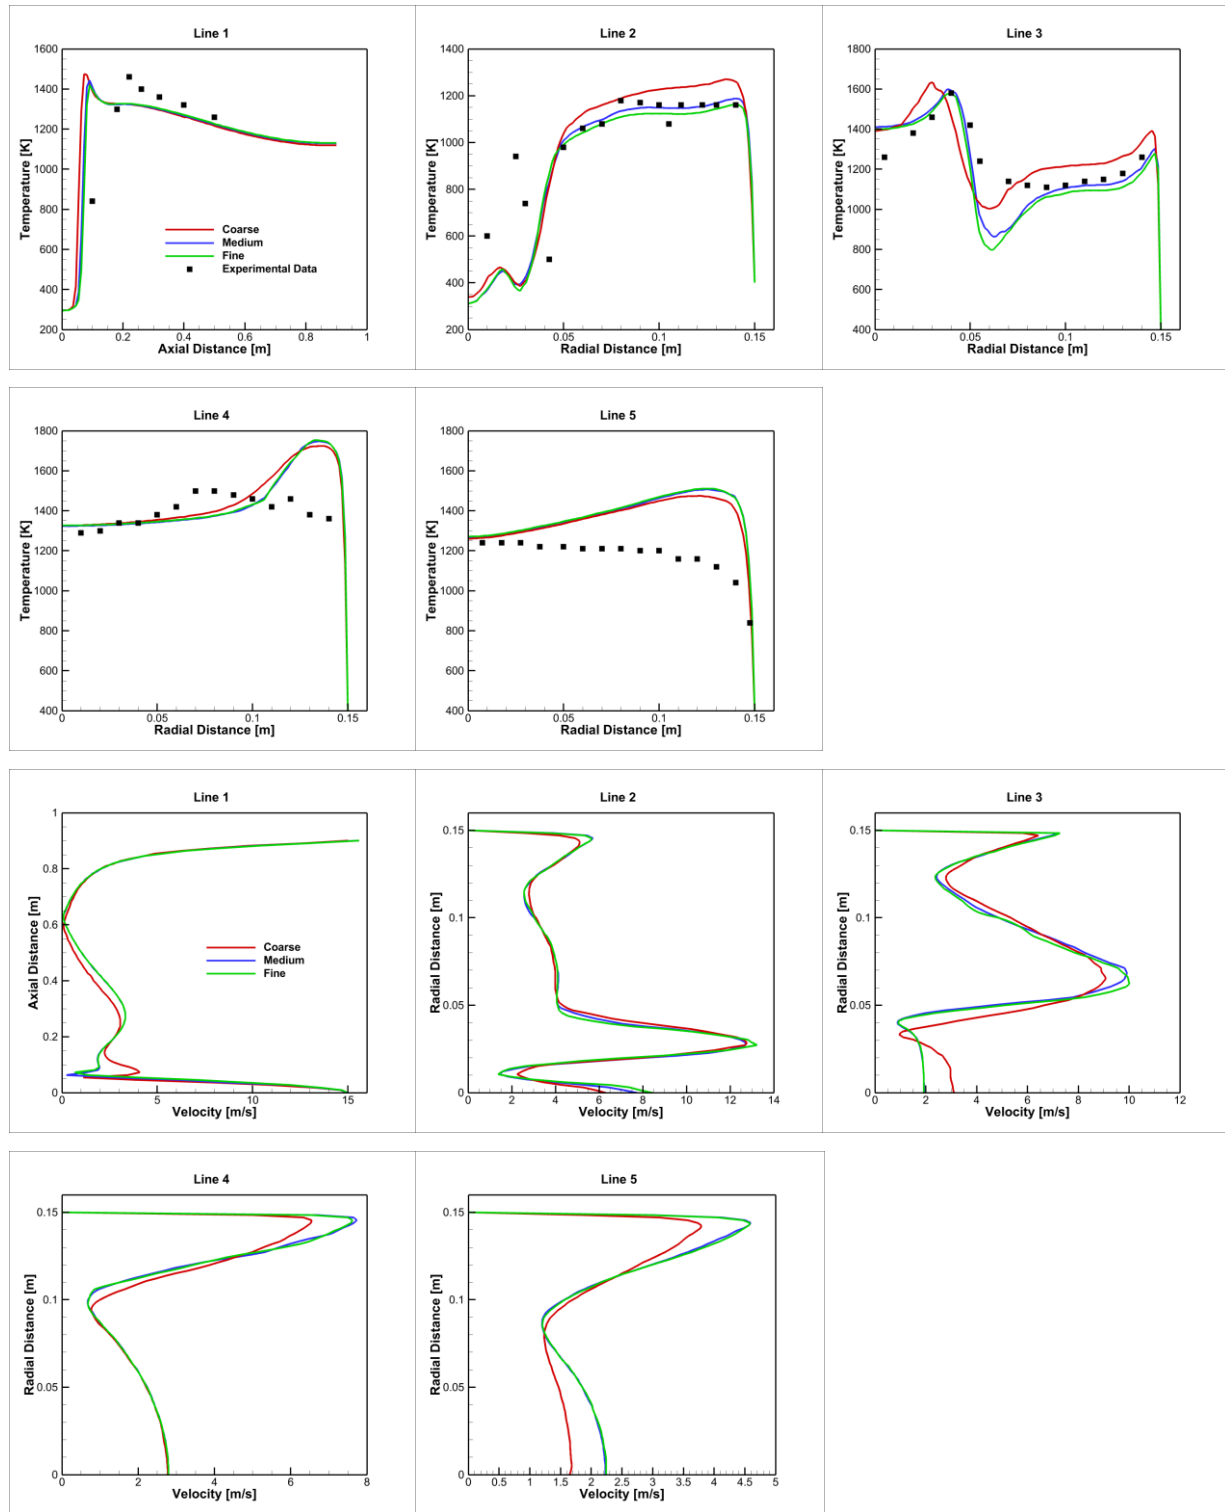 Line 1
Temperature [K]
1600
1400
1200
1000
800
600
400
200
Coarse
Medium
Fine
Experimental Data
0 0.2 0.4 0.6 0.8 1
Axial Distance [m]
Line 2
Temperature [K]
1400
1200
1000
800
600
400
200
0 0.05 0.1 0.15
Radial Distance [m]
Line 3
Temperature [K]
1800
1600
1400
1200
1000
800
600
400
0 0.05 0.1 0.15
Radial Distance [m]
Line 4
Temperature [K]
1800
1600
1400
1200
1000
800
600
400
0 0.05 0.1 0.15
Radial Distance [m]
Line 5
Temperature [K]
1800
1600
1400
1200
1000
800
600
400
0 0.05 0.1 0.15
Radial Distance [m]
Line 1
Axial Distance [m]
1
0.8
0.6
0.4
0.2
0
Coarse
Medium
Fine
0 5 10 15
Velocity [m/s]
Line 2
Radial Distance [m]
0.15
0.1
0.05
0
0 2 4 6 8 10 12 14
Velocity [m/s]
Line 3
Radial Distance [m]
0.15
0.1
0.05
0
0 2 4 6 8 10 12
Velocity [m/s]
Line 4
Radial Distance [m]
0.15
0.1
0.05
0
0 2 4 6 8
Velocity [m/s]
Line 5
Radial Distance [m]
0.15
0.1
0.05
0
0 0.5 1 1.5 2 2.5 3 3.5 4 4.5 5
Velocity [m/s]